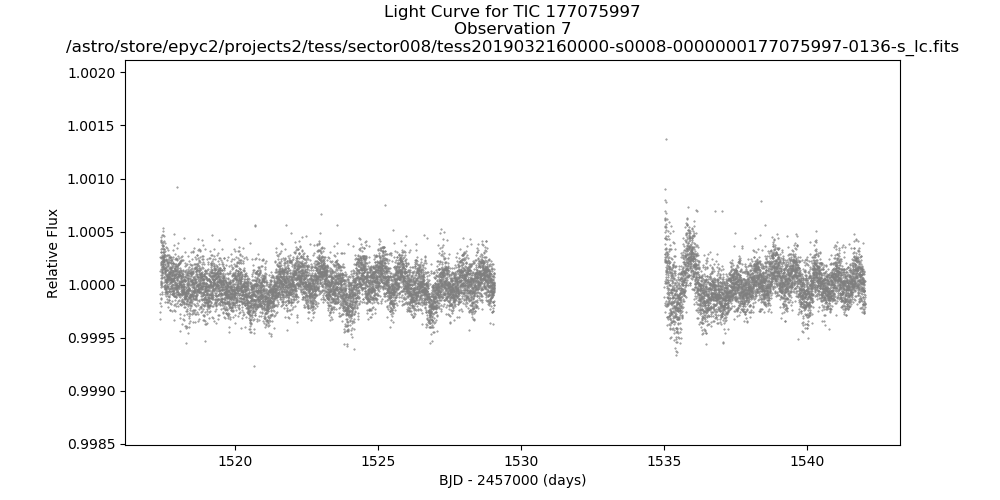 Light Curve for TIC 177075997
Observation 7
/astro/store/epyc2/projects2/tess/sector008/tess2019032160000-s0008-0000000177075997-0136-s_lc.fits
1.0020
1.0015
1.0010
1.0005
1.0000
0.9995
0.9990
0.9985
Relative Flux
1520
1525
1530
1535
1540
BJD - 2457000 (days)